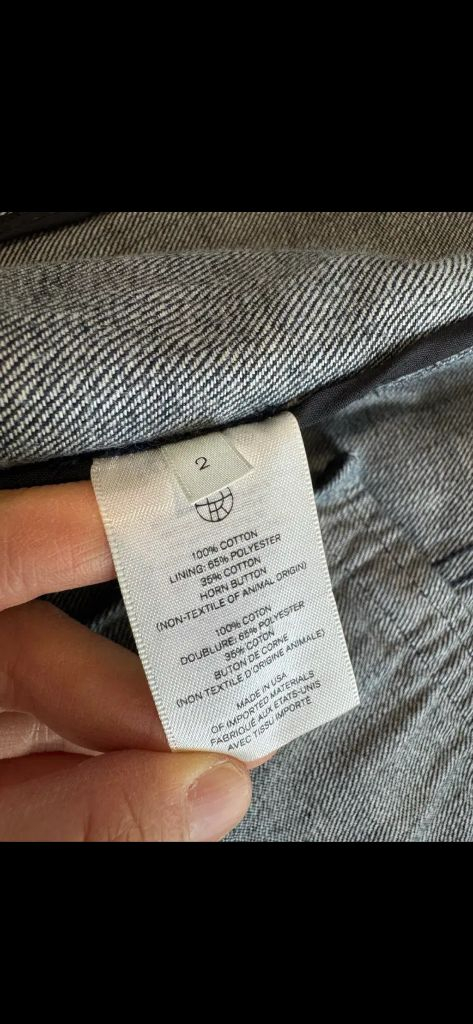 2
100% COTTON
LINING: 65% POLYESTER
35% COTTON
HORN BUTTON
(NON-TEXTILE OF ANIMAL ORIGIN)
100% COTON
DOUBLURE: 65% POLYESTER
35% COTON
BUTON DE CORNE
(NON TEXTILE D'ORIGINE ANIMALE)
MADE IN USA
OF IMPORTED MATERIALS
FABRIQUÉ AUX ETATS-UNIS
AVEC TISSU IMPORTÉ